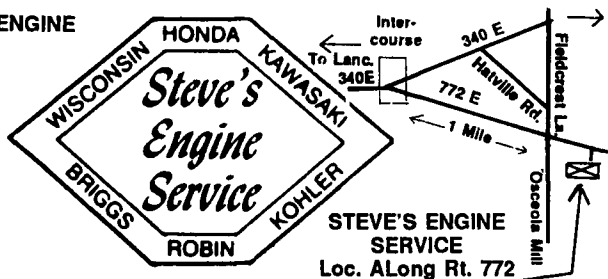 ENGINE
WISCONSIN
HONDA
KAWASAKI
Steve's
Engine
Service
BRIGGS
ROBIN
KOHLER
Inter-
course
To Lanc.
340E
340 E
Hatville Rd.
Fieldcrest La.
772 E
1 Mile
Osceola Mill
STEVE'S ENGINE
SERVICE
Loc. ALong Rt. 772